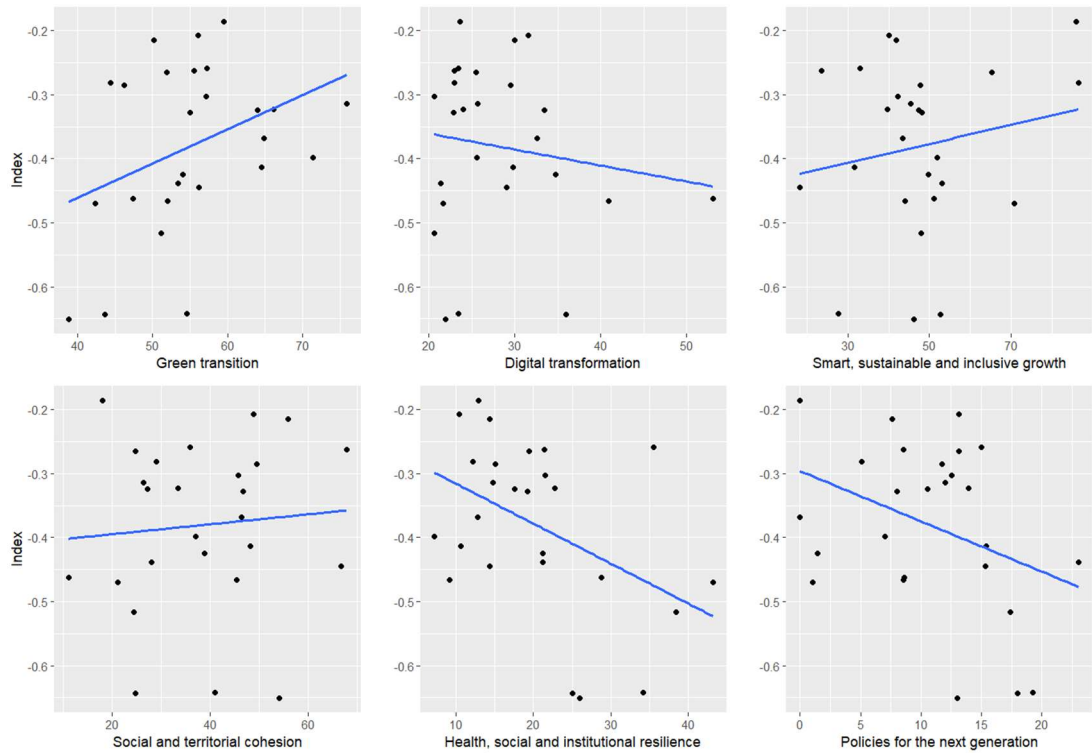 -0.2
-0.3
-0.4
-0.5
-0.6
Index
40 50 60 70
Green transition
20 30 40 50
Digital transformation
30 50 70
Smart, sustainable and inclusive growth
-0.2
-0.3
-0.4
-0.5
-0.6
Index
20 40 60
Social and territorial cohesion
10 20 30 40
Health, social and institutional resilience
0 5 10 15 20
Policies for the next generation